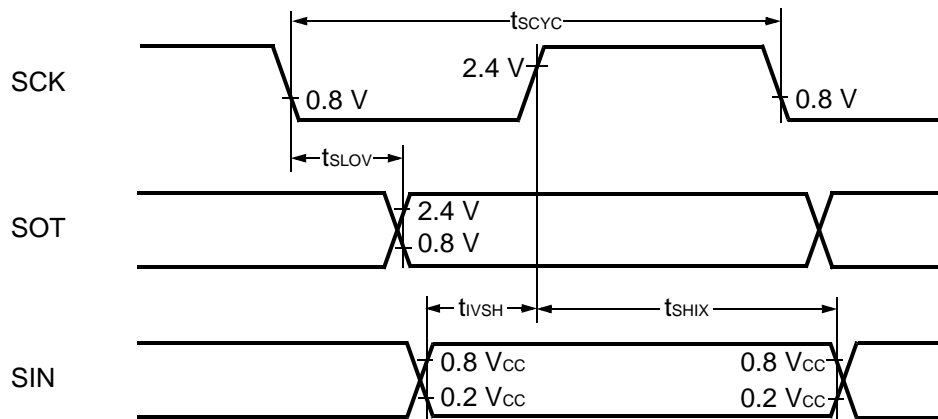 tSCYC
SCK
2.4 V
0.8 V
0.8 V
tSLOV
SOT
2.4 V
0.8 V
tIVSH
tSHIX
SIN
0.8 VCC
0.8 VCC
0.2 VCC
0.2 VCC